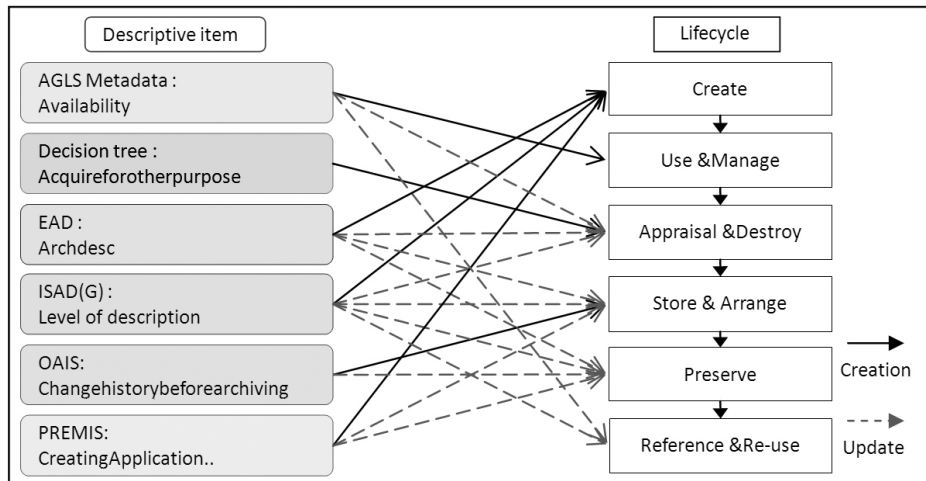 Descriptive item
AGLS Metadata :
Availability
Decision tree :
Acquireforotherpurpose
EAD :
Archdesc
ISAD(G) :
Level of description
OAIS:
Changehistorybeforearchiving
PREMIS:
CreatingApplication..
Lifecycle
Create
Use &Manage
Appraisal &Destroy
Store & Arrange
Preserve
Reference &Re-use
Creation
Update